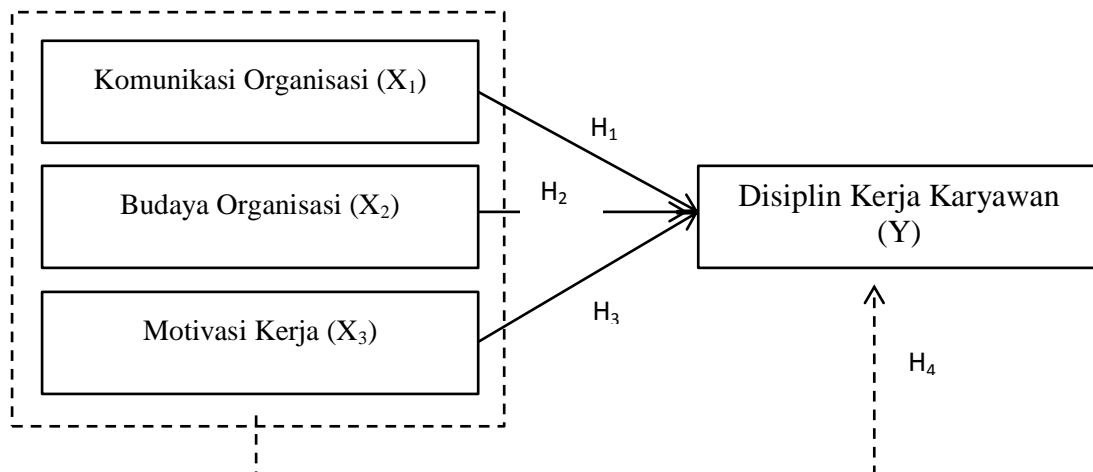 Komunikasi Organisasi (X₁)
H₁
Budaya Organisasi (X₂)
H₂
Disiplin Kerja Karyawan
(Y)
Motivasi Kerja (X₃)
H₃
H₄